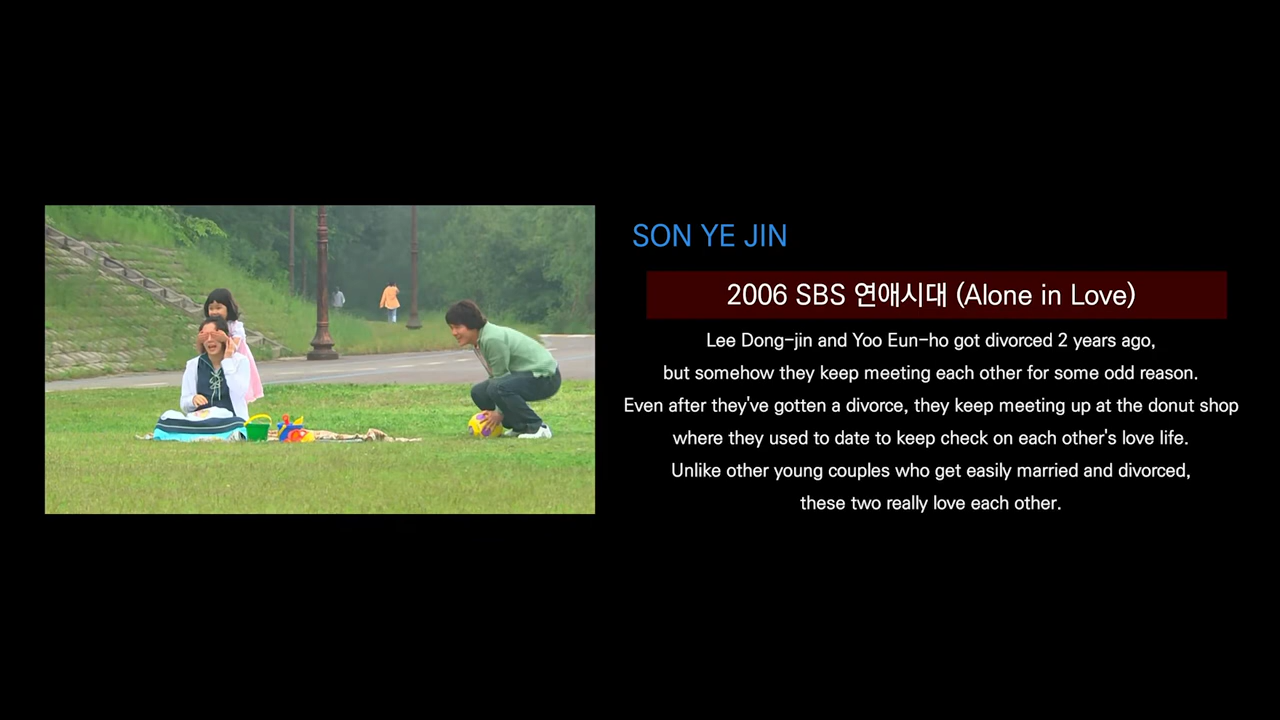 SON YE JIN
2006 SBS 연애시대 (Alone in Love)
Lee Dong-jin and Yoo Eun-ho got divorced 2 years ago,
but somehow they keep meeting each other for some odd reason.
Even after they've gotten a divorce, they keep meeting up at the donut shop
where they used to date to keep check on each other's love life.
Unlike other young couples who get easily married and divorced,
these two really love each other.